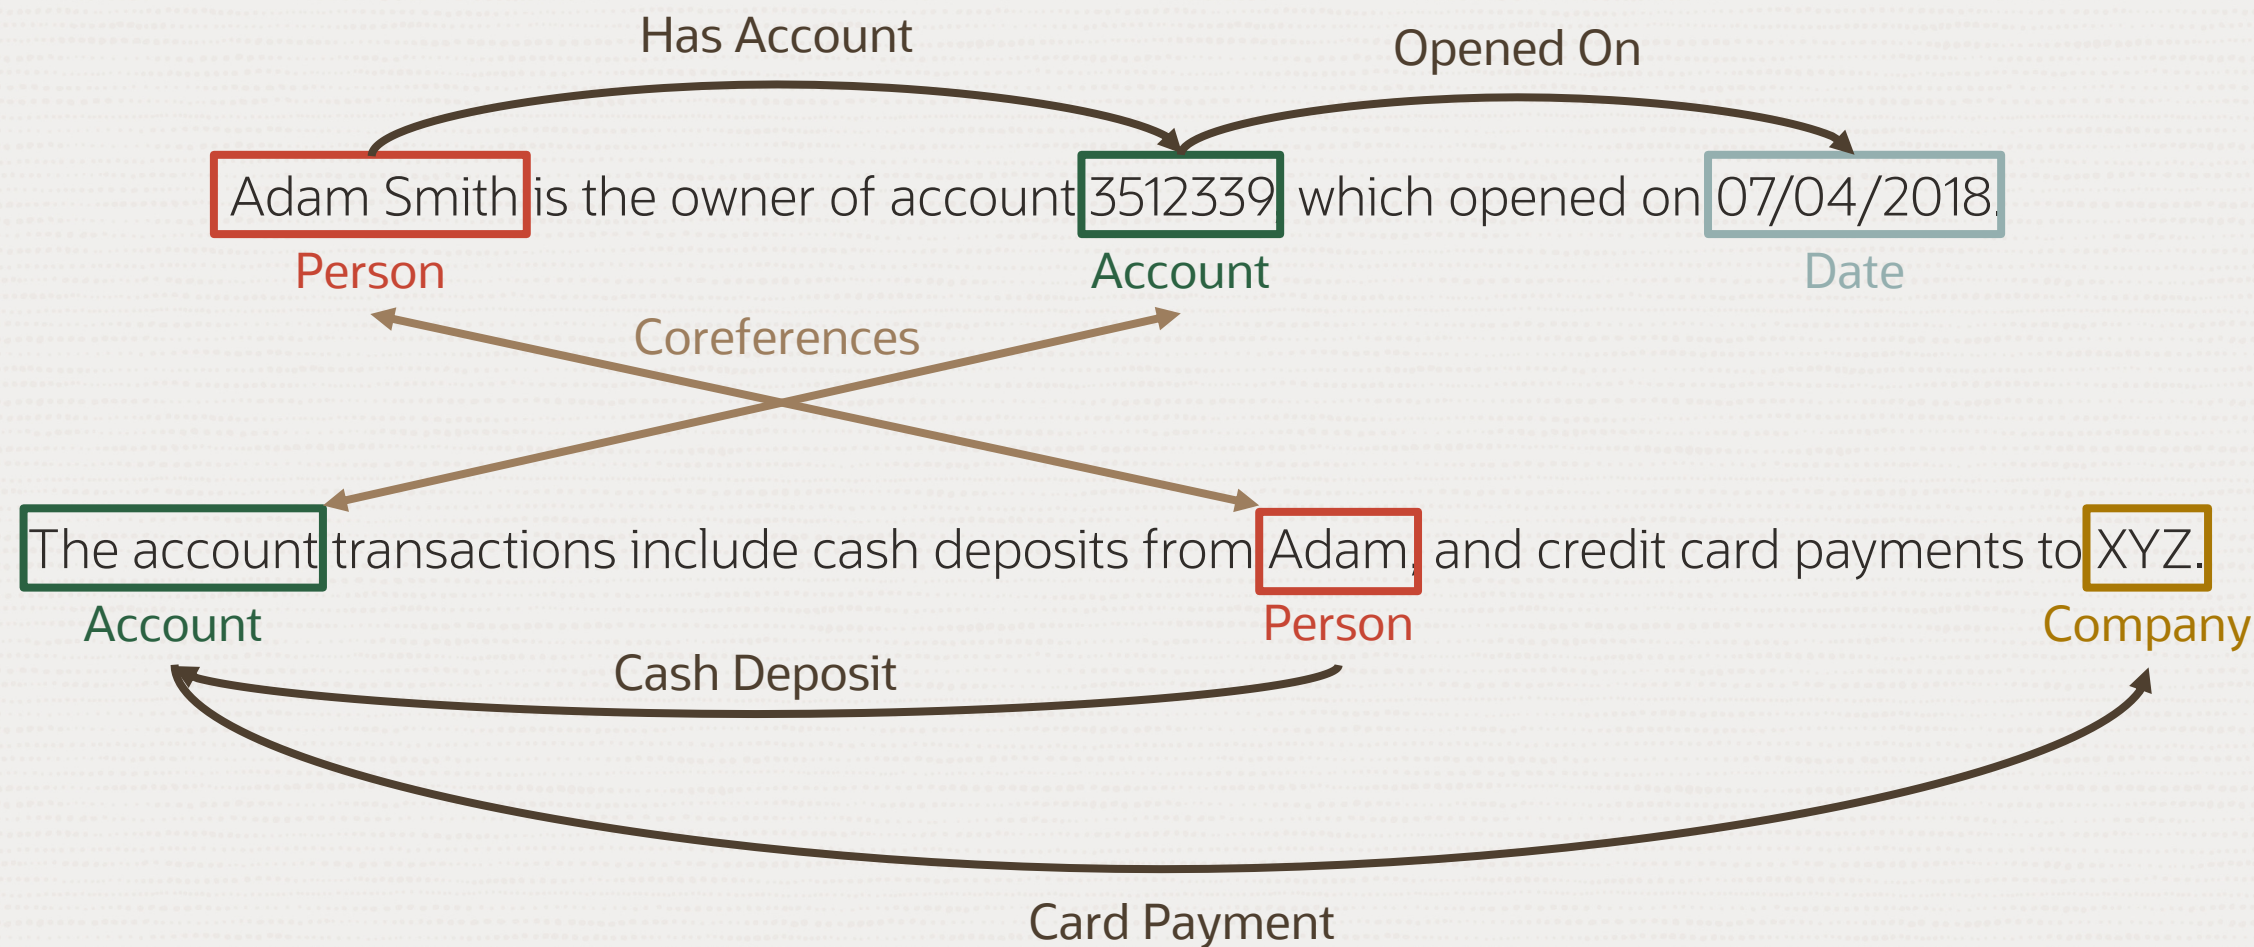 Has Account
Opened On
Adam Smith is the owner of account 3512339, which opened on 07/04/2018.
Person
Account
Date
Coreferences
The account transactions include cash deposits from Adam, and credit card payments to XYZ.
Account
Person
Company
Cash Deposit
Card Payment